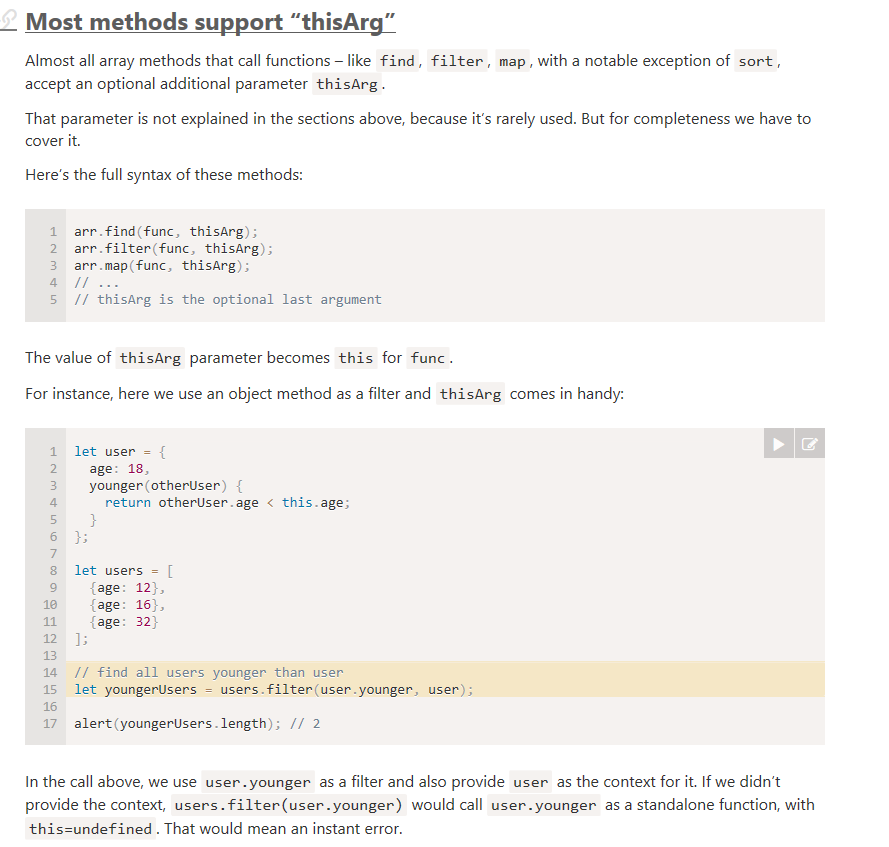 Most methods support “thisArg”
Almost all array methods that call functions – like find, filter, map, with a notable exception of sort,
accept an optional additional parameter thisArg.
That parameter is not explained in the sections above, because it’s rarely used. But for completeness we have to
cover it.
Here’s the full syntax of these methods:
1 arr.find(func, thisArg);
2 arr.filter(func, thisArg);
3 arr.map(func, thisArg);
4 // ...
5 // thisArg is the optional last argument
The value of thisArg parameter becomes this for func.
For instance, here we use an object method as a filter and thisArg comes in handy:
1 let user = {
2   age: 18,
3   younger(otherUser) {
4     return otherUser.age < this.age;
5   }
6 };
7
8 let users = [
9   {age: 12},
10   {age: 16},
11   {age: 32}
12 ];
13
14 // find all users younger than user
15 let youngerUsers = users.filter(user.younger, user);
16
17 alert(youngerUsers.length); // 2
In the call above, we use user.younger as a filter and also provide user as the context for it. If we didn’t
provide the context, users.filter(user.younger) would call user.younger as a standalone function, with
this=undefined. That would mean an instant error.